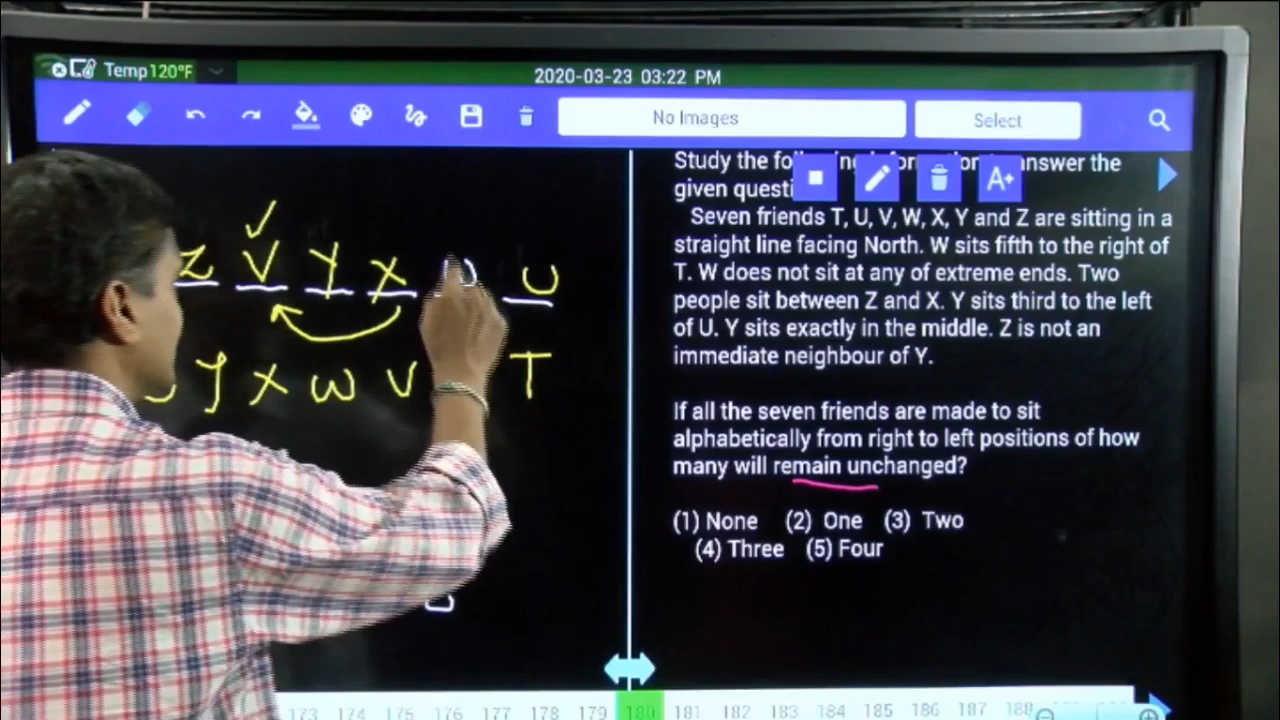 Temp 120°F
2020-03-23 03:22 PM
No Images
Select
A+
Study the answer the
given
Seven friends T, U, V, W, X, Y and Z are sitting in a
straight line facing North. W sits fifth to the right of
T. W does not sit at any of extreme ends. Two
people sit between Z and X. Y sits third to the left
of U. Y sits exactly in the middle. Z is not an
immediate neighbour of Y.
If all the seven friends are made to sit
alphabetically from right to left positions of how
many will remain unchanged?
(1) None (2) One (3) Two
(4) Three (5) Four
Z V Y X U
Y X W V T
173 174 175 176 177 178 179 180 181 182 183 184 185 186 187 188